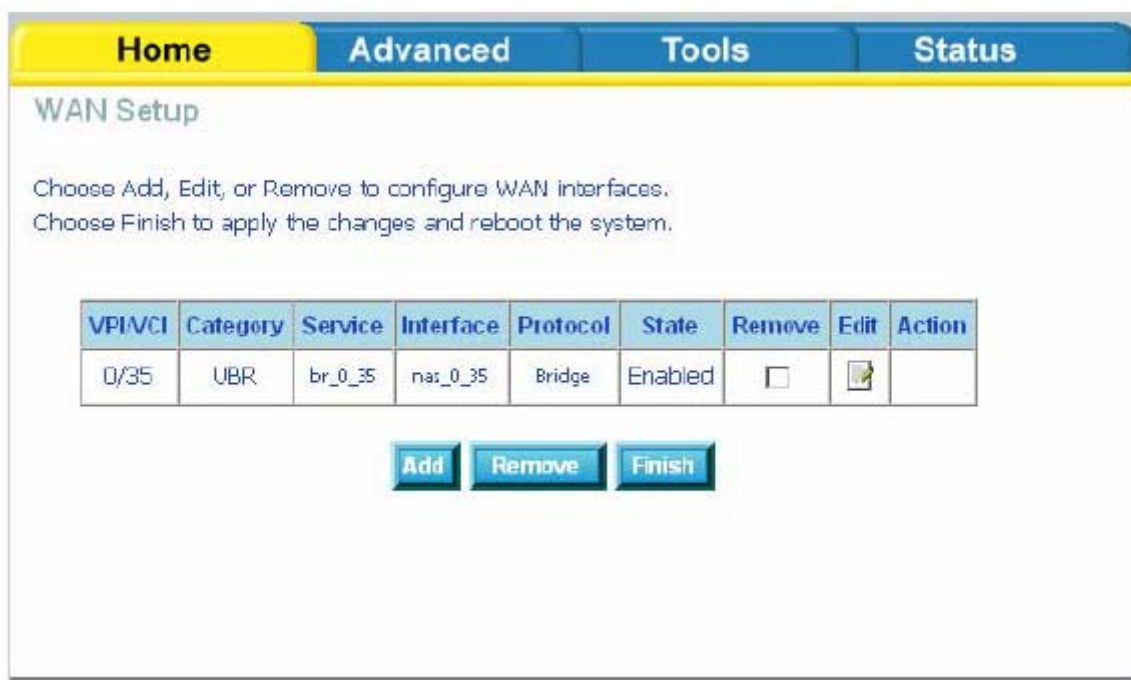 Home Advanced Tools Status
WAN Setup
Choose Add, Edit, or Remove to configure WAN interfaces.
Choose Finish to apply the changes and reboot the system.
VPI/VCI Category Service Interface Protocol State Remove Edit Action
0/35 UBR br_0_35 nas_0_35 Bridge Enabled
Add Remove Finish